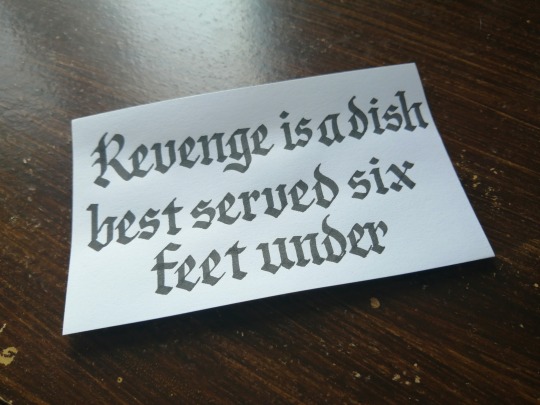 Revenge is a dish
best served six
feet under